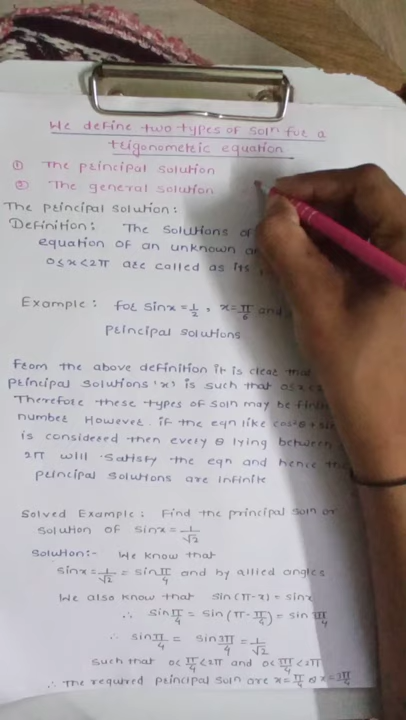 We define two types of soln for a
trigonometric equation
① The principal solution
② The general solution
The principal solution:
Definition: The solutions of
equation of an unknown
0≤x<2π are called as its
Example: for sinx=1/2, x=π/6 and
principal solutions
From the above definition it is clear that
principal solutions 'x' is such that 0≤x<2
Therefore these types of soln may be finite
number However. if the eqn like cos²θ+sin
is considered then every θ lying between
2π will satisfy the eqn and hence the
principal solutions are infinite
Solved Example: Find the principal soln or
solution of sinx=1/√2
Solution:- We know that
sinx=1/√2=sinπ/4 and by allied angles
We also know that sin(π-x)=sinx
∴ sinπ/4=sin(π-π/4)=sin3π/4
∴ sinπ/4=sin3π/4=1/√2
such that 0<π/4<2π and 0<3π/4<2π
∴ The required principal soln are x=π/4 & x=3π/4